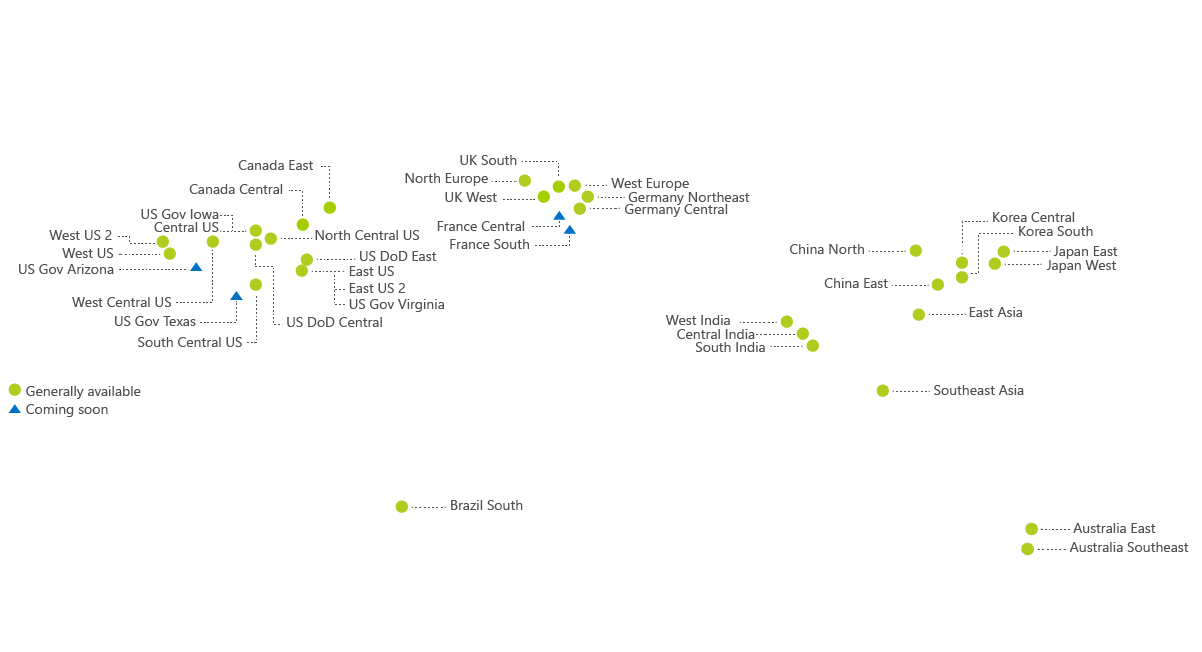 Canada East
Canada Central
US Gov Iowa
Central US
West US 2
West US
US Gov Arizona
West Central US
US Gov Texas
South Central US
North Central US
US DoD East
East US
East US 2
US Gov Virginia
US DoD Central
UK South
North Europe
UK West
France Central
France South
West Europe
Germany Northeast
Germany Central
Korea Central
Korea South
China North
Japan East
Japan West
China East
East Asia
West India
Central India
South India
Southeast Asia
Generally available
Coming soon
Brazil South
Australia East
Australia Southeast